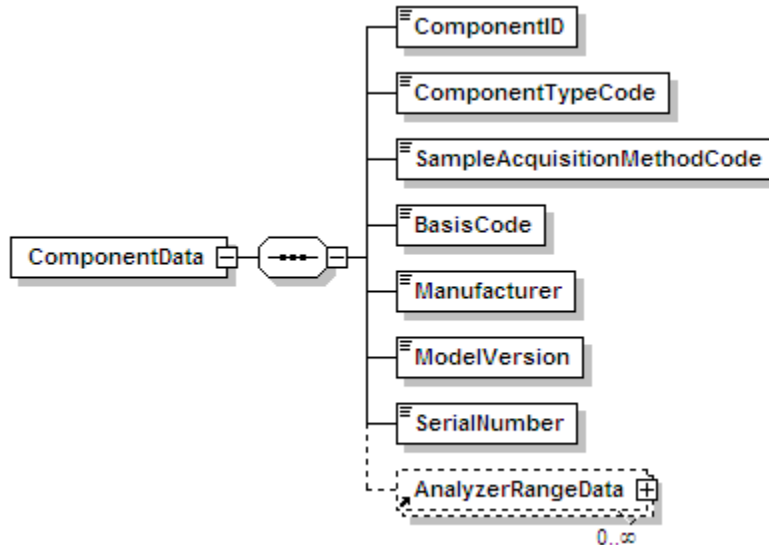 ComponentID
ComponentTypeCode
SampleAcquisitionMethodCode
BasisCode
ComponentData
Manufacturer
ModelVersion
SerialNumber
AnalyzerRangeData
0..∞